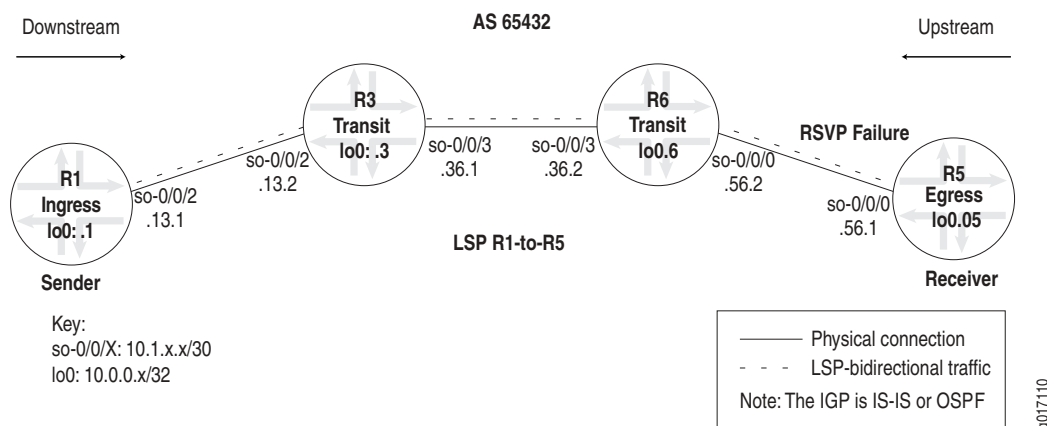 Downstream
AS 65432
Upstream
R3
Transit
lo0: .3
R6
Transit
lo0.6
RSVP Failure
R1
Ingress
lo0: .1
so-0/0/2
.13.1
so-0/0/2
.13.2
so-0/0/3
.36.1
so-0/0/3
.36.2
so-0/0/0
.56.2
so-0/0/0
.56.1
R5
Egress
lo0.05
LSP R1-to-R5
Sender
Receiver
Key:
so-0/0/X: 10.1.x.x/30
lo0: 10.0.0.x/32
Physical connection
LSP-bidirectional traffic
Note: The IGP is IS-IS or OSPF
g017110